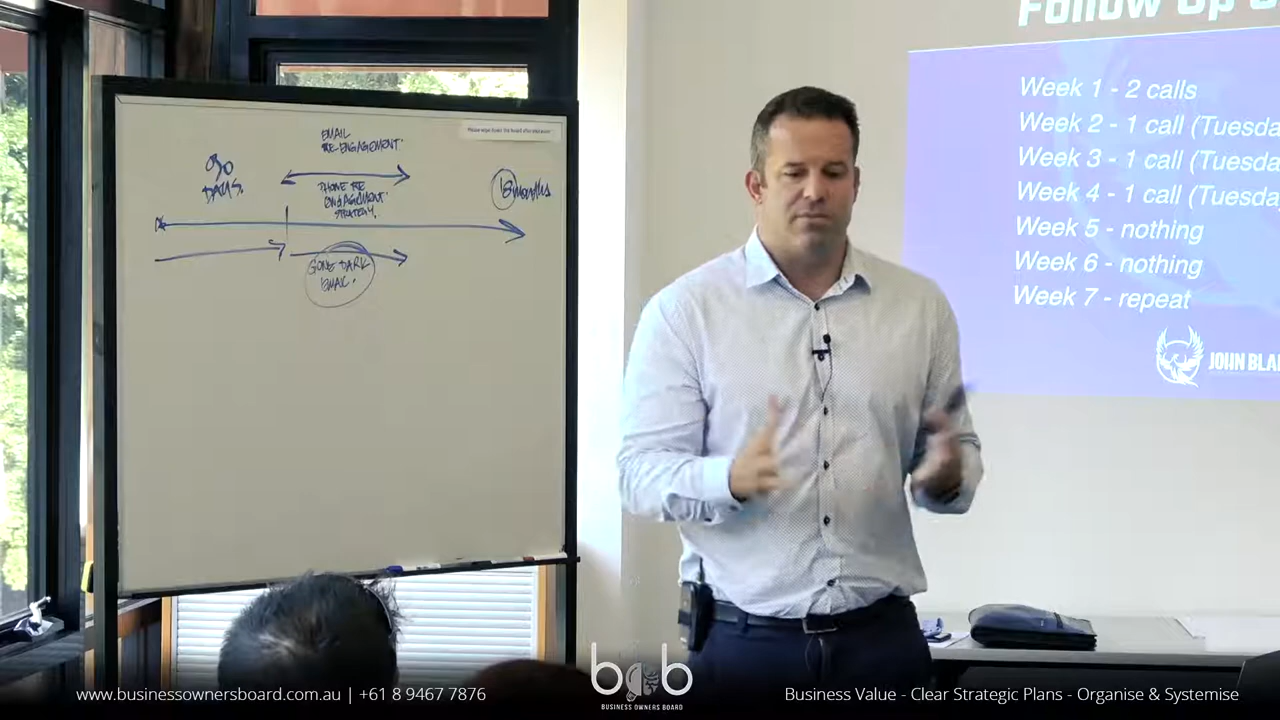 EMAIL
RE ENGAGEMENT
90
DAYS.
PHONE RE
ENGAGEMENT
STRATEGY.
18 months
GONE DARK
EMAIL.
Follow Up
Week 1 - 2 calls
Week 2 - 1 call (Tuesda
Week 3 - 1 call (Tuesda
Week 4 - 1 call (Tuesday
Week 5 - nothing
Week 6 - nothing
Week 7 - repeat
JOHN BLA
bob
BUSINESS OWNERS BOARD
www.businessownersboard.com.au | +61 8 9467 7876
Business Value - Clear Strategic Plans - Organise & Systemise